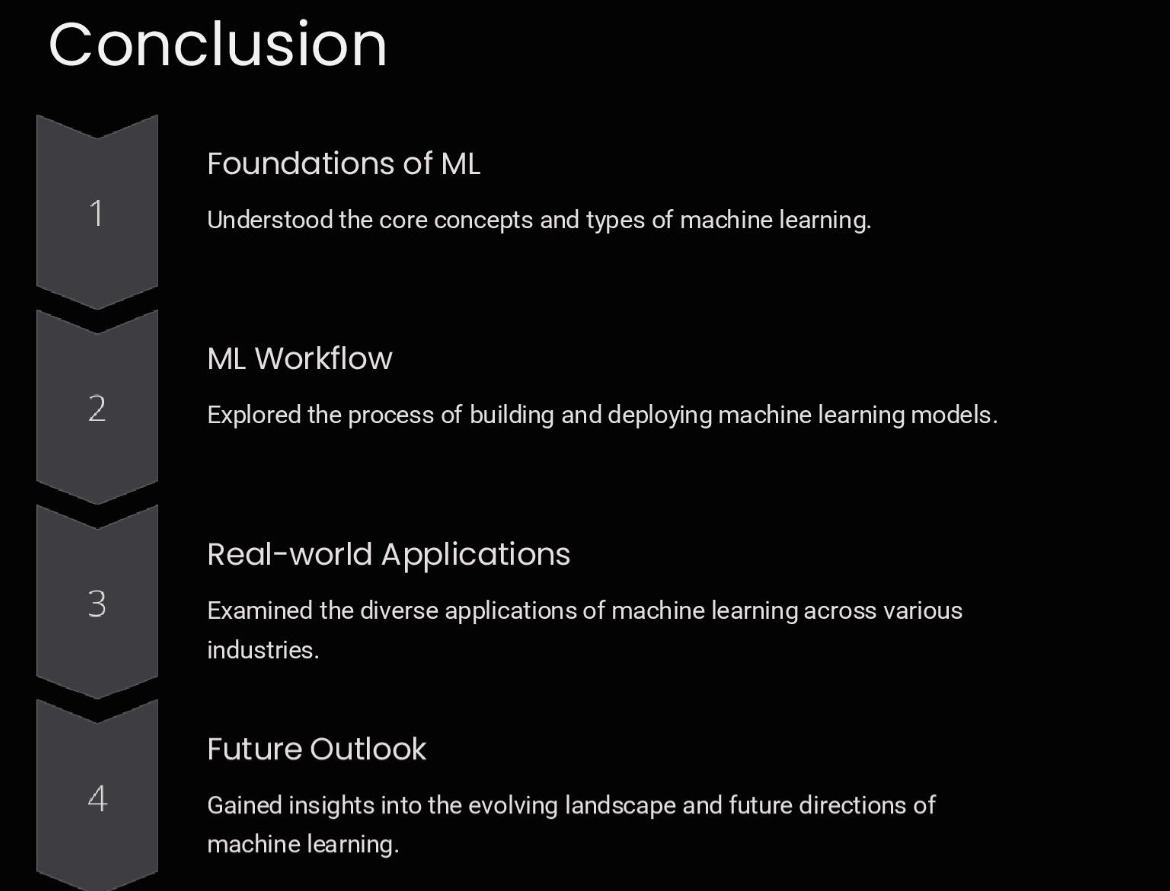 Conclusion
1
Foundations of ML
Understood the core concepts and types of machine learning.
2
ML Workflow
Explored the process of building and deploying machine learning models.
3
Real-world Applications
Examined the diverse applications of machine learning across various
industries.
4
Future Outlook
Gained insights into the evolving landscape and future directions of
machine learning.